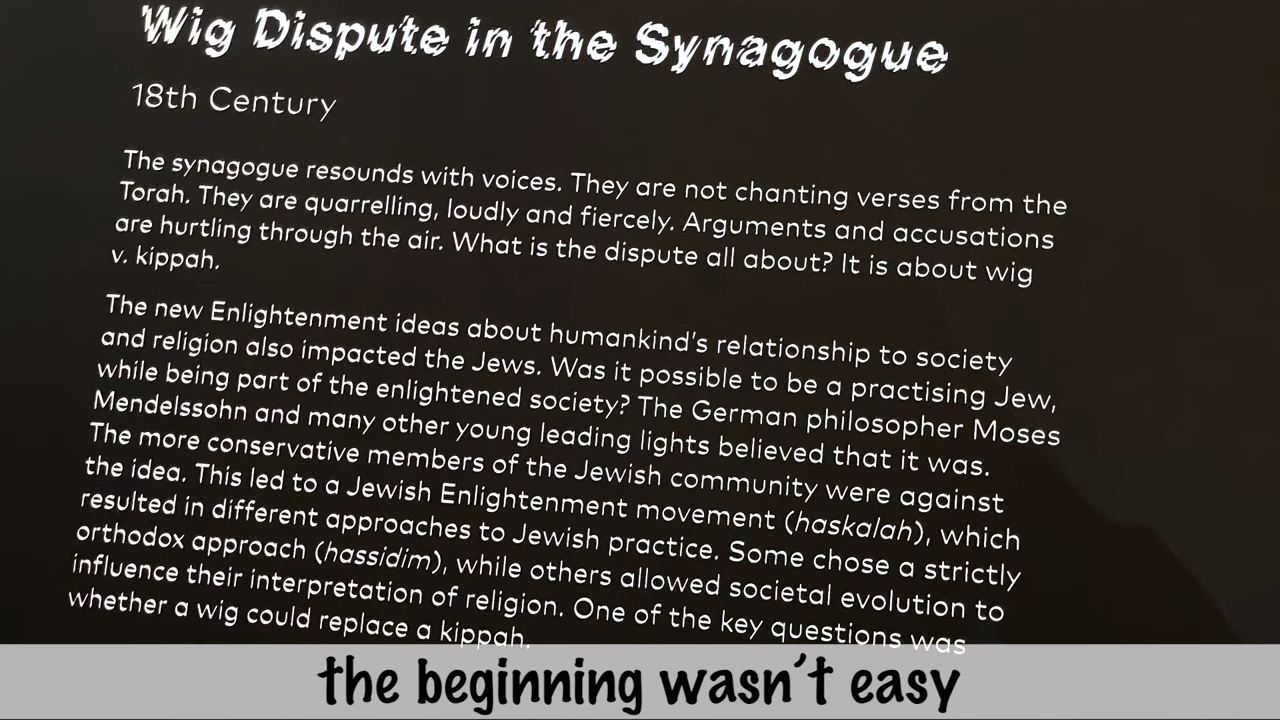 Wig Dispute in the Synagogue
18th Century
The synagogue resounds with voices. They are not chanting verses from the
Torah. They are quarrelling, loudly and fiercely. Arguments and accusations
are hurtling through the air. What is the dispute all about? It is about wig
v. kippah.
The new Enlightenment ideas about humankind's relationship to society
and religion also impacted the Jews. Was it possible to be a practising Jew,
while being part of the enlightened society? The German philosopher Moses
Mendelssohn and many other young leading lights believed that it was.
The more conservative members of the Jewish community were against
the idea. This led to a Jewish Enlightenment movement (haskalah), which
resulted in different approaches to Jewish practice. Some chose a strictly
orthodox approach (hassidim), while others allowed societal evolution to
influence their interpretation of religion. One of the key questions was
whether a wig could replace a kippah.
the beginning wasn't easy